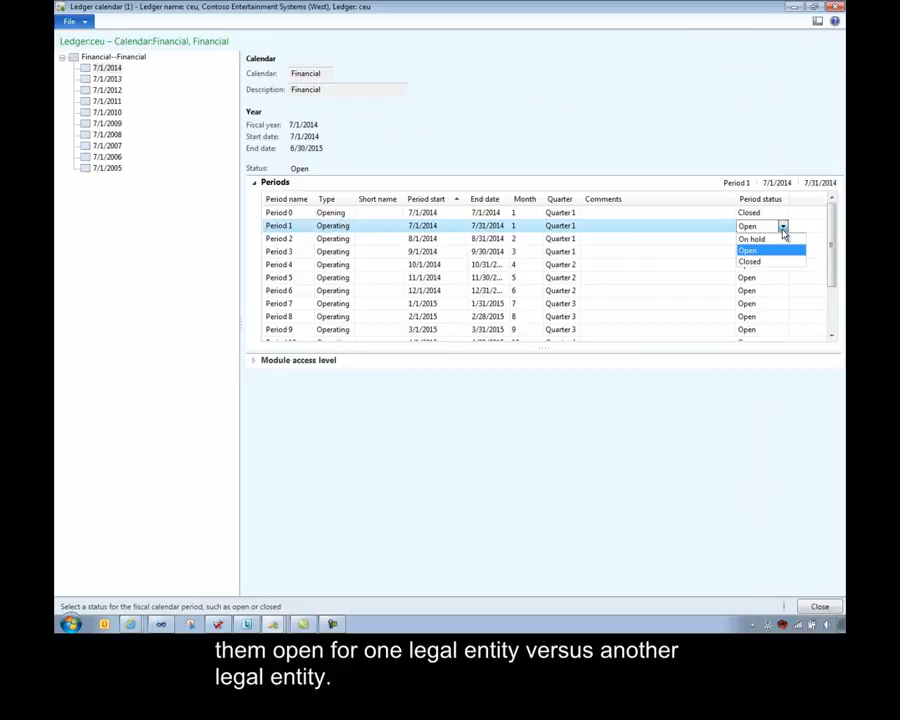 Ledger calendar (1) - Ledger name: ceu, Contoso Entertainment Systems (West), Ledger: ceu
File
Ledger:ceu – Calendar:Financial, Financial
Financial--Financial
7/1/2014
7/1/2013
7/1/2012
7/1/2011
7/1/2010
7/1/2009
7/1/2008
7/1/2007
7/1/2006
7/1/2005
Calendar
Calendar: Financial
Description: Financial
Year
Fiscal year: 7/1/2014
Start date: 7/1/2014
End date: 6/30/2015
Status: Open
Periods Period 1 7/1/2014 7/31/2014
Period name Type Short name Period start End date Month Quarter Comments Period status
Period 0 Opening 7/1/2014 7/1/2014 1 Quarter 1 Closed
Period 1 Operating 7/1/2014 7/31/2014 1 Quarter 1 Open
Period 2 Operating 8/1/2014 8/31/2014 2 Quarter 1 On hold
Period 3 Operating 9/1/2014 9/30/2014 3 Quarter 1 Open
Period 4 Operating 10/1/2014 10/31/2... 4 Quarter 2 Closed
Period 5 Operating 11/1/2014 11/30/2... 5 Quarter 2 Open
Period 6 Operating 12/1/2014 12/31/2... 6 Quarter 2 Open
Period 7 Operating 1/1/2015 1/31/2015 7 Quarter 3 Open
Period 8 Operating 2/1/2015 2/28/2015 8 Quarter 3 Open
Period 9 Operating 3/1/2015 3/31/2015 9 Quarter 3 Open
Module access level
Select a status for the fiscal calendar period, such as open or closed Close
them open for one legal entity versus another
legal entity.